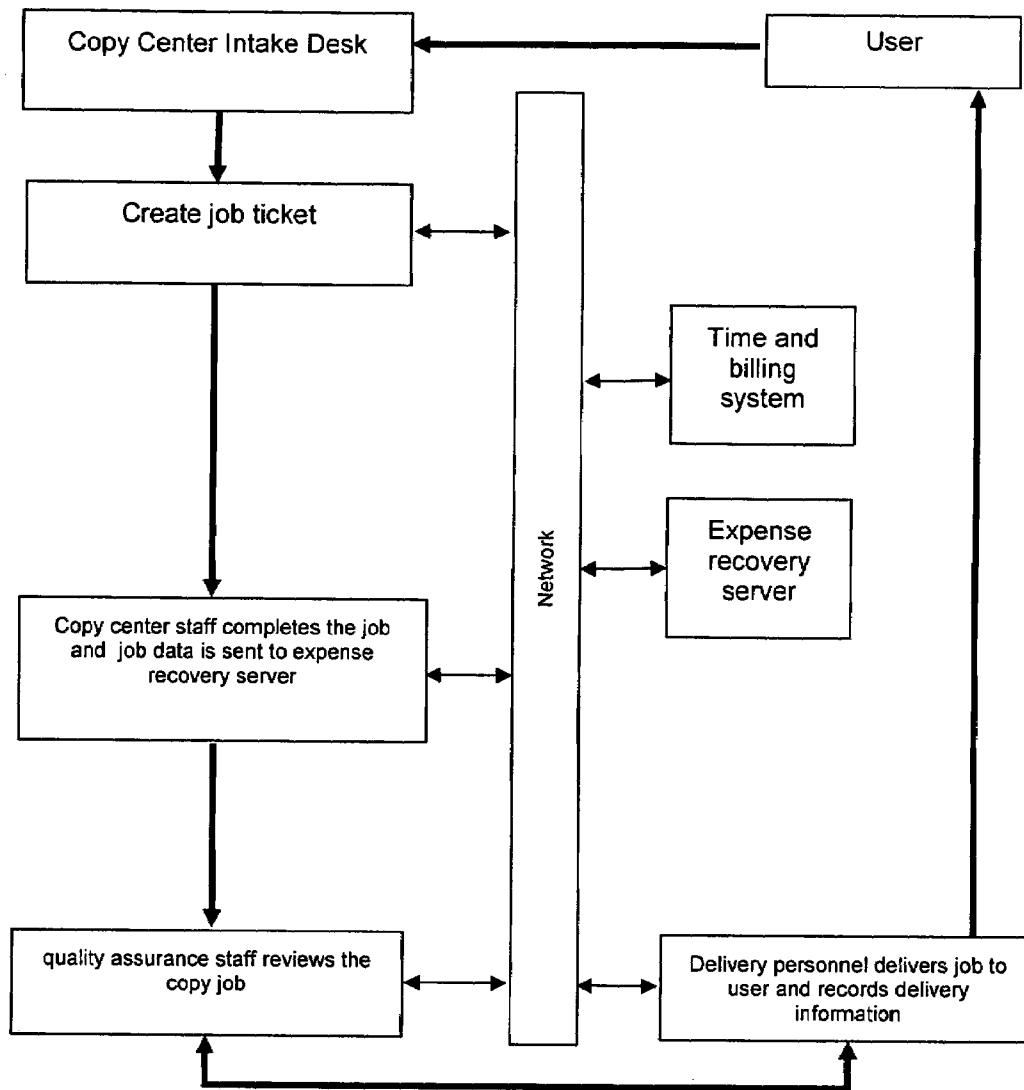 Copy Center Intake Desk
User
Create job ticket
Time and
billing
system
Expense
recovery
server
Network
Copy center staff completes the job
and job data is sent to expense
recovery server
quality assurance staff reviews the
copy job
Delivery personnel delivers job to
user and records delivery
information